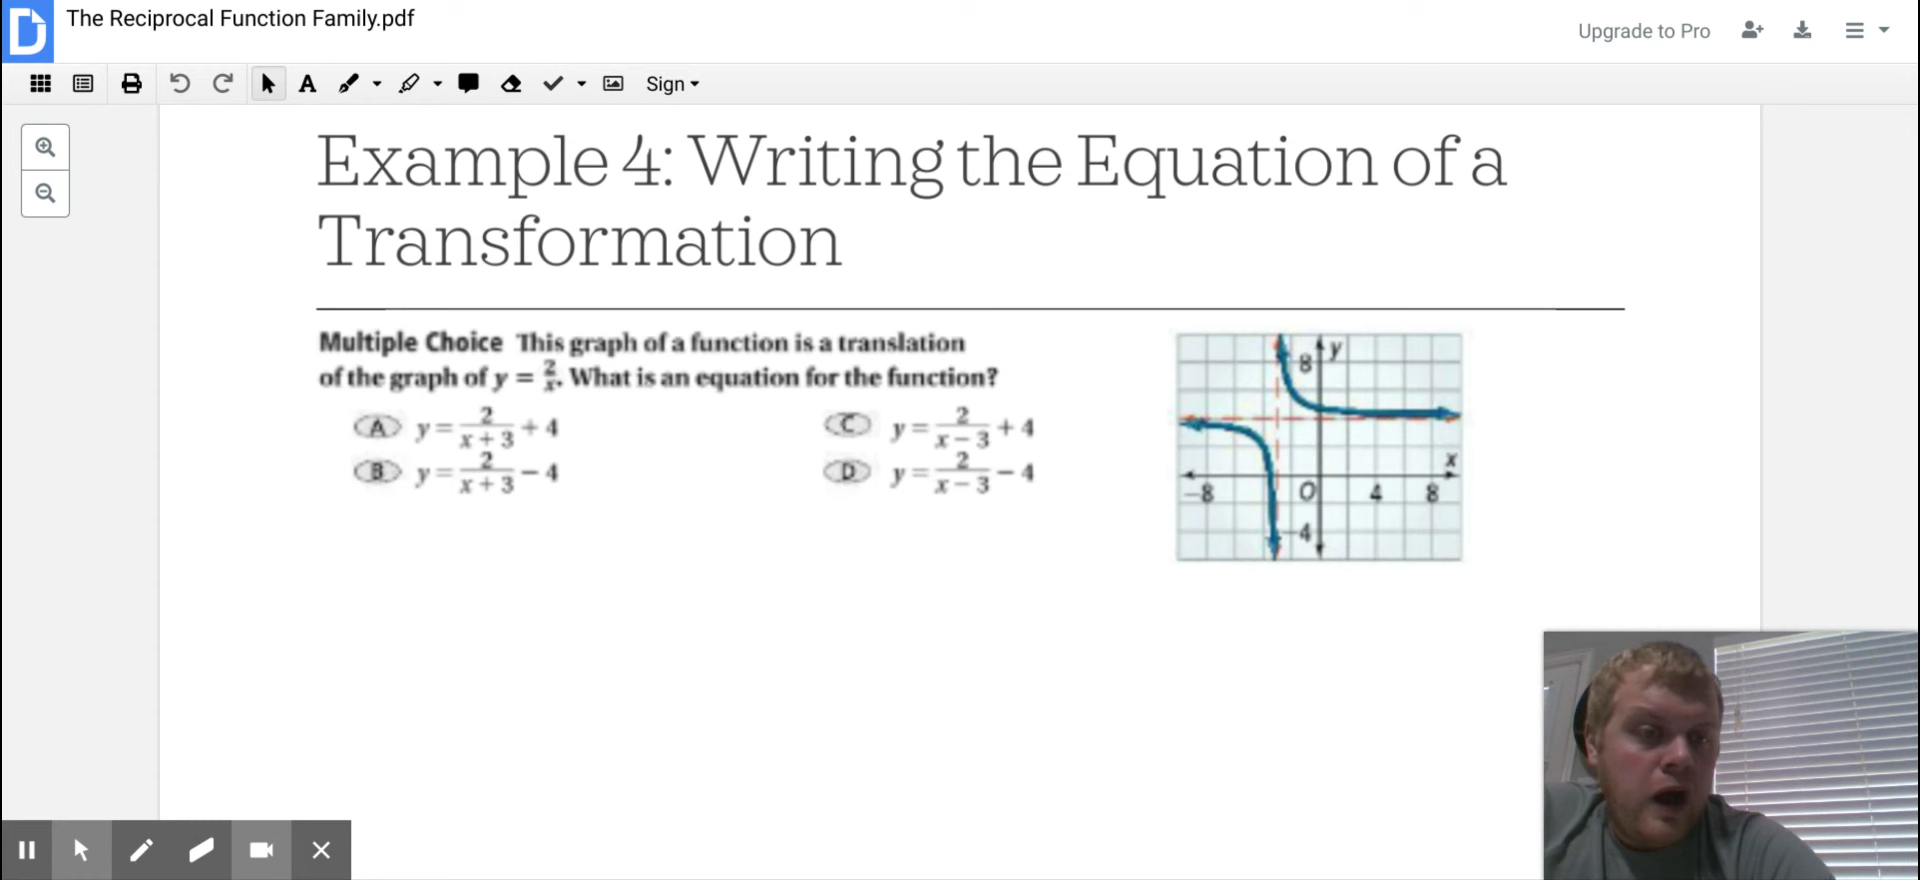 The Reciprocal Function Family.pdf
Upgrade to Pro
A
Sign
Example 4: Writing the Equation of a
Transformation
Multiple Choice This graph of a function is a translation
of the graph of y = 2/x. What is an equation for the function?
A y = 2/(x + 3) + 4
C y = 2/(x − 3) + 4
B y = 2/(x + 3) − 4
D y = 2/(x − 3) − 4
8 y
x
−8 O 4 8
−4